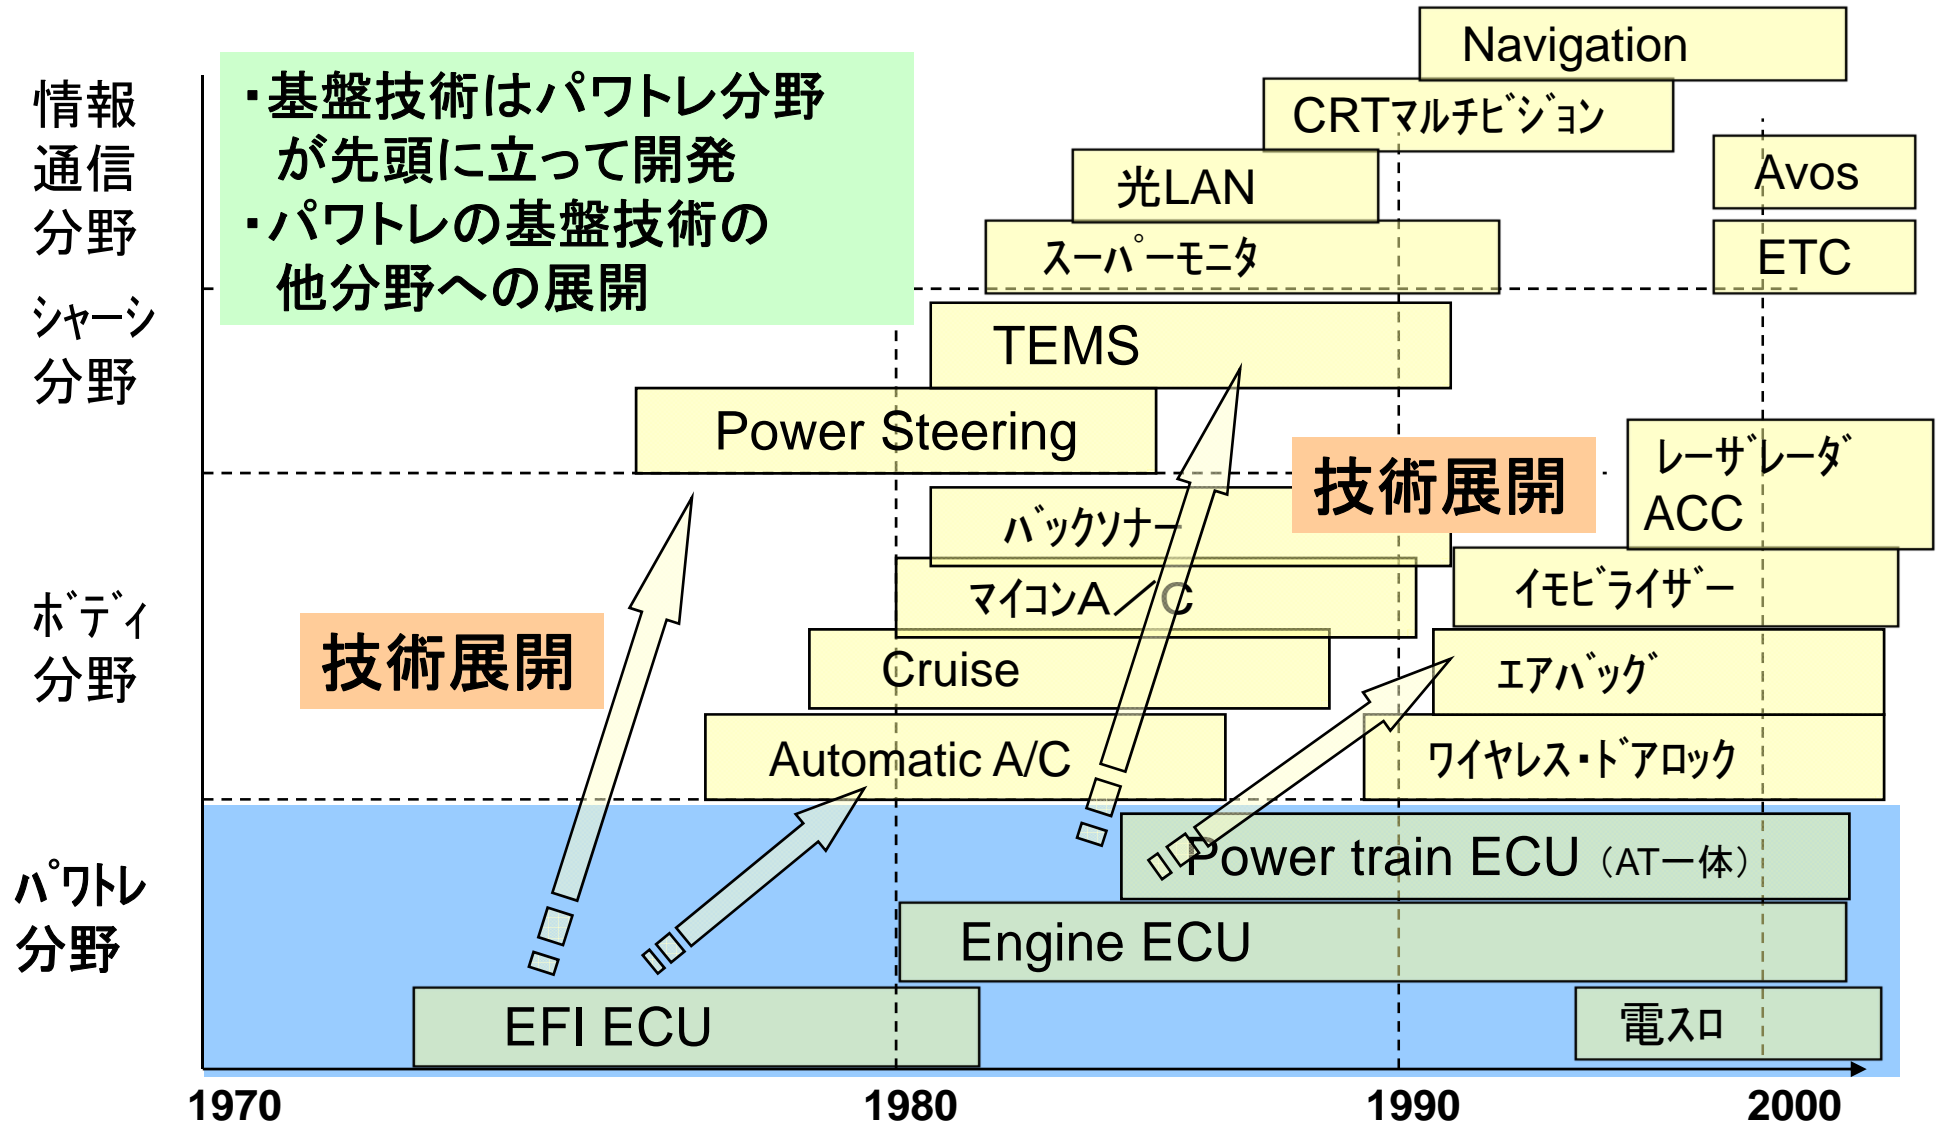 情報
通信
分野
シャーシ
分野
ボディ
分野
パワトレ
分野
・基盤技術はパワトレ分野
が先頭に立って開発
・パワトレの基盤技術の
他分野への展開
Navigation
CRTマルチビジョン
光LAN
Avos
スーパーモニタ
ETC
TEMS
Power Steering
技術展開
レーザレーダ
ACC
バックソナー
マイコンA/C
イモビライザー
技術展開
Cruise
エアバッグ
Automatic A/C
ワイヤレス・ドアロック
Power train ECU (AT一体)
Engine ECU
EFI ECU
電スロ
1970 1980 1990 2000